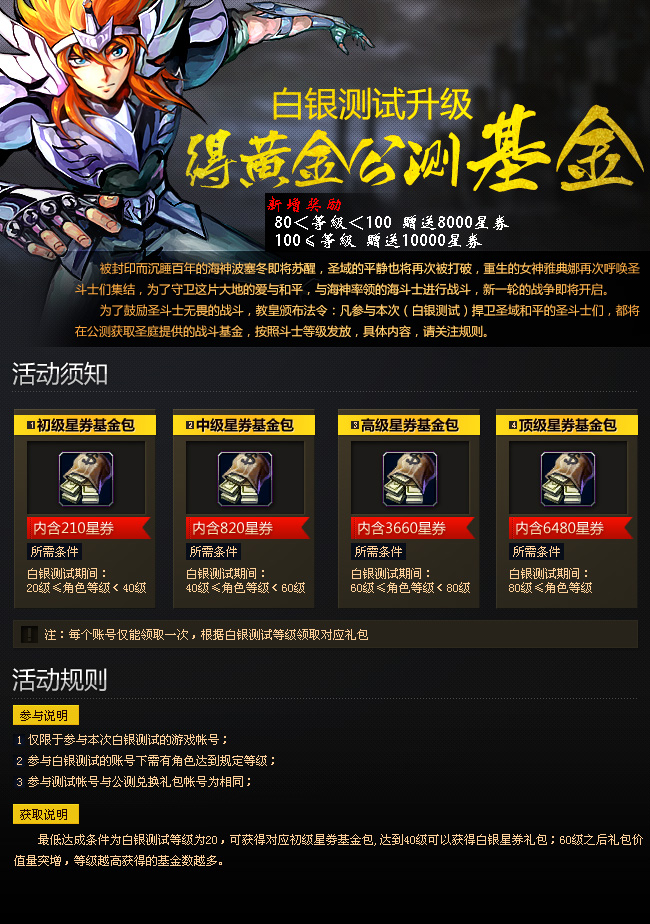 白银测试升级
得黄金公测基金
新增奖励
80＜等级＜100 赠送8000星券
100≤等级 赠送10000星券
被封印而沉睡百年的海神波塞冬即将苏醒，圣域的平静也将再次被打破，重生的女神雅典娜再次呼唤圣
斗士们集结，为了守卫这片大地的爱与和平，与海神率领的海斗士进行战斗，新一轮的战争即将开启。
为了鼓励圣斗士无畏的战斗，教皇颁布法令：凡参与本次（白银测试）捍卫圣域和平的圣斗士们，都将
在公测获取圣庭提供的战斗基金，按照斗士等级发放，具体内容，请关注规则。
活动须知
1 初级星券基金包
内含210星券
所需条件
白银测试期间：
20级≤角色等级＜40级
2 中级星券基金包
内含820星券
所需条件
白银测试期间：
40级≤角色等级＜60级
3 高级星券基金包
内含3660星券
所需条件
白银测试期间：
60级≤角色等级＜80级
4 顶级星券基金包
内含6480星券
所需条件
白银测试期间：
80级≤角色等级
! 注：每个账号仅能领取一次，根据白银测试等级领取对应礼包
活动规则
参与说明
1 仅限于参与本次白银测试的游戏帐号；
2 参与白银测试的账号下需有角色达到规定等级；
3 参与测试帐号与公测兑换礼包帐号为相同；
获取说明
最低达成条件为白银测试等级为20，可获得对应初级星券基金包,达到40级可以获得白银星券礼包；60级之后礼包价
值量突增，等级越高获得的基金数越多。